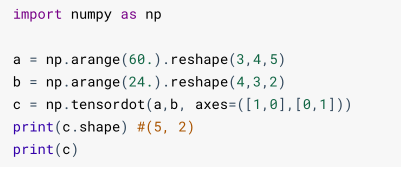 import numpy as np
a = np.arange(60.).reshape(3,4,5)
b = np.arange(24.).reshape(4,3,2)
c = np.tensordot(a,b, axes=([1,0],[0,1]))
print(c.shape) #(5, 2)
print(c)